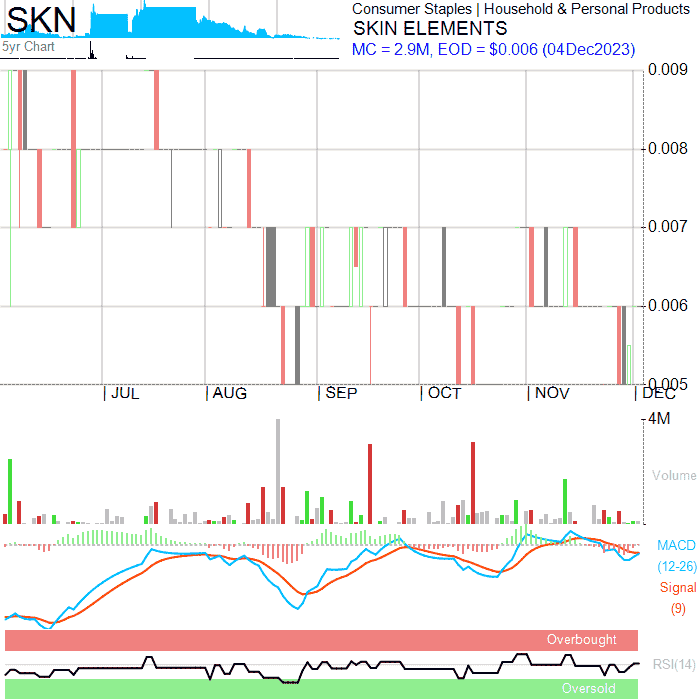 SKN
Consumer Staples | Household & Personal Products
SKIN ELEMENTS
5yr Chart
MC = 2.9M, EOD = $0.006 (04Dec2023)
0.009
0.008
0.007
0.006
0.005
JUL
AUG
SEP
OCT
NOV
DEC
4M
Volume
MACD
(12-26)
Signal
(9)
Overbought
RSI(14)
Oversold